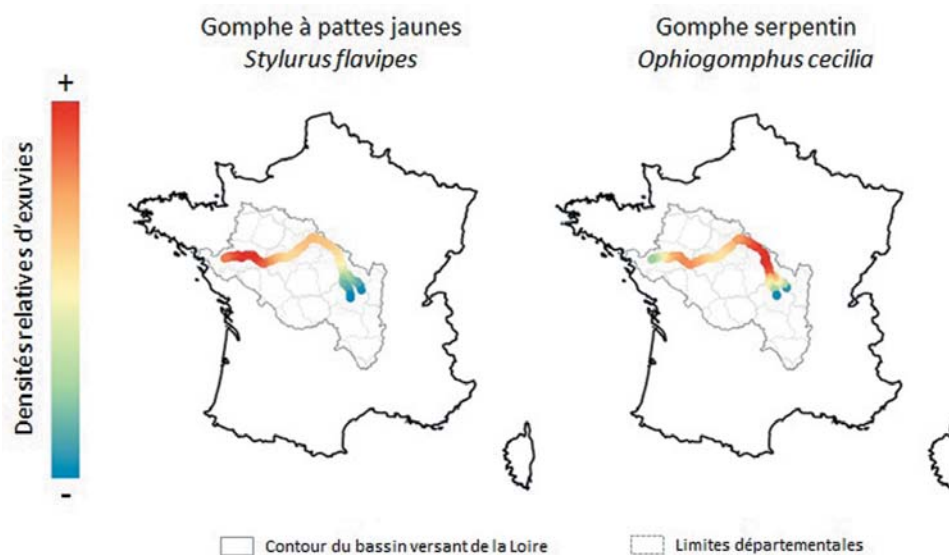 Gomphe à pattes jaunes
Stylurus flavipes
Gomphe serpentin
Ophiogomphus cecilia
+
Densités relatives d'exuvies
-
Contour du bassin versant de la Loire
Limites départementales